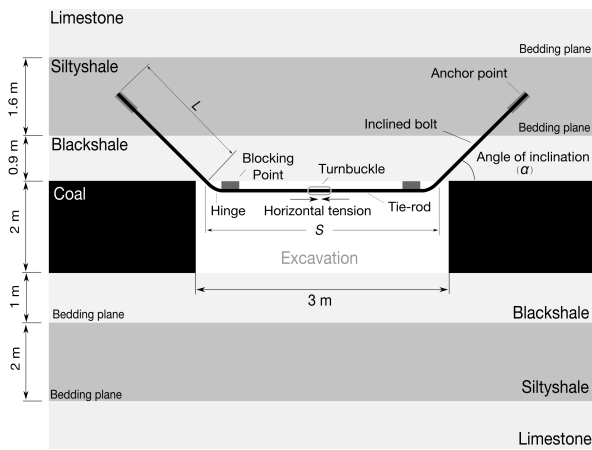 Limestone
Bedding plane
Siltyshale
Anchor point
1.6 m
L
Inclined bolt
Bedding plane
Blackshale
0.9 m
Blocking
Point
Turnbuckle
Angle of inclination
(α)
Coal
Hinge
Horizontal tension
Tie-rod
S
2 m
Excavation
3 m
1 m
Bedding plane
Blackshale
2 m
Siltyshale
Bedding plane
Limestone